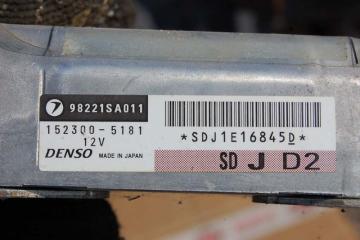 98221SA011
152300-5181
12V
DENSO MADE IN JAPAN
*SDJ1E16845D*
SD J D2